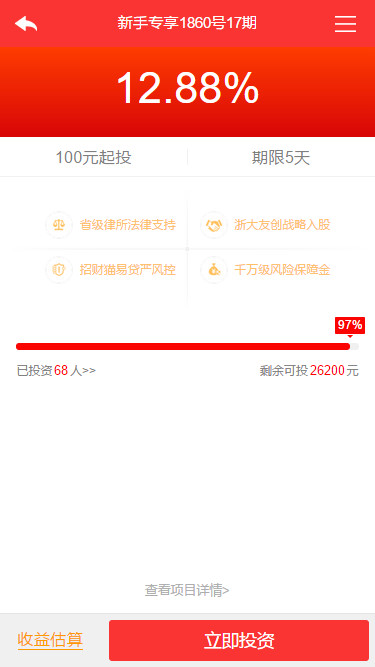 新手专享1860号17期
12.88%
100元起投 期限5天
省级律所法律支持 浙大友创战略入股
招财猫易贷严风控 千万级风险保障金
97%
已投资68人>> 剩余可投26200元
查看项目详情>
收益估算 立即投资